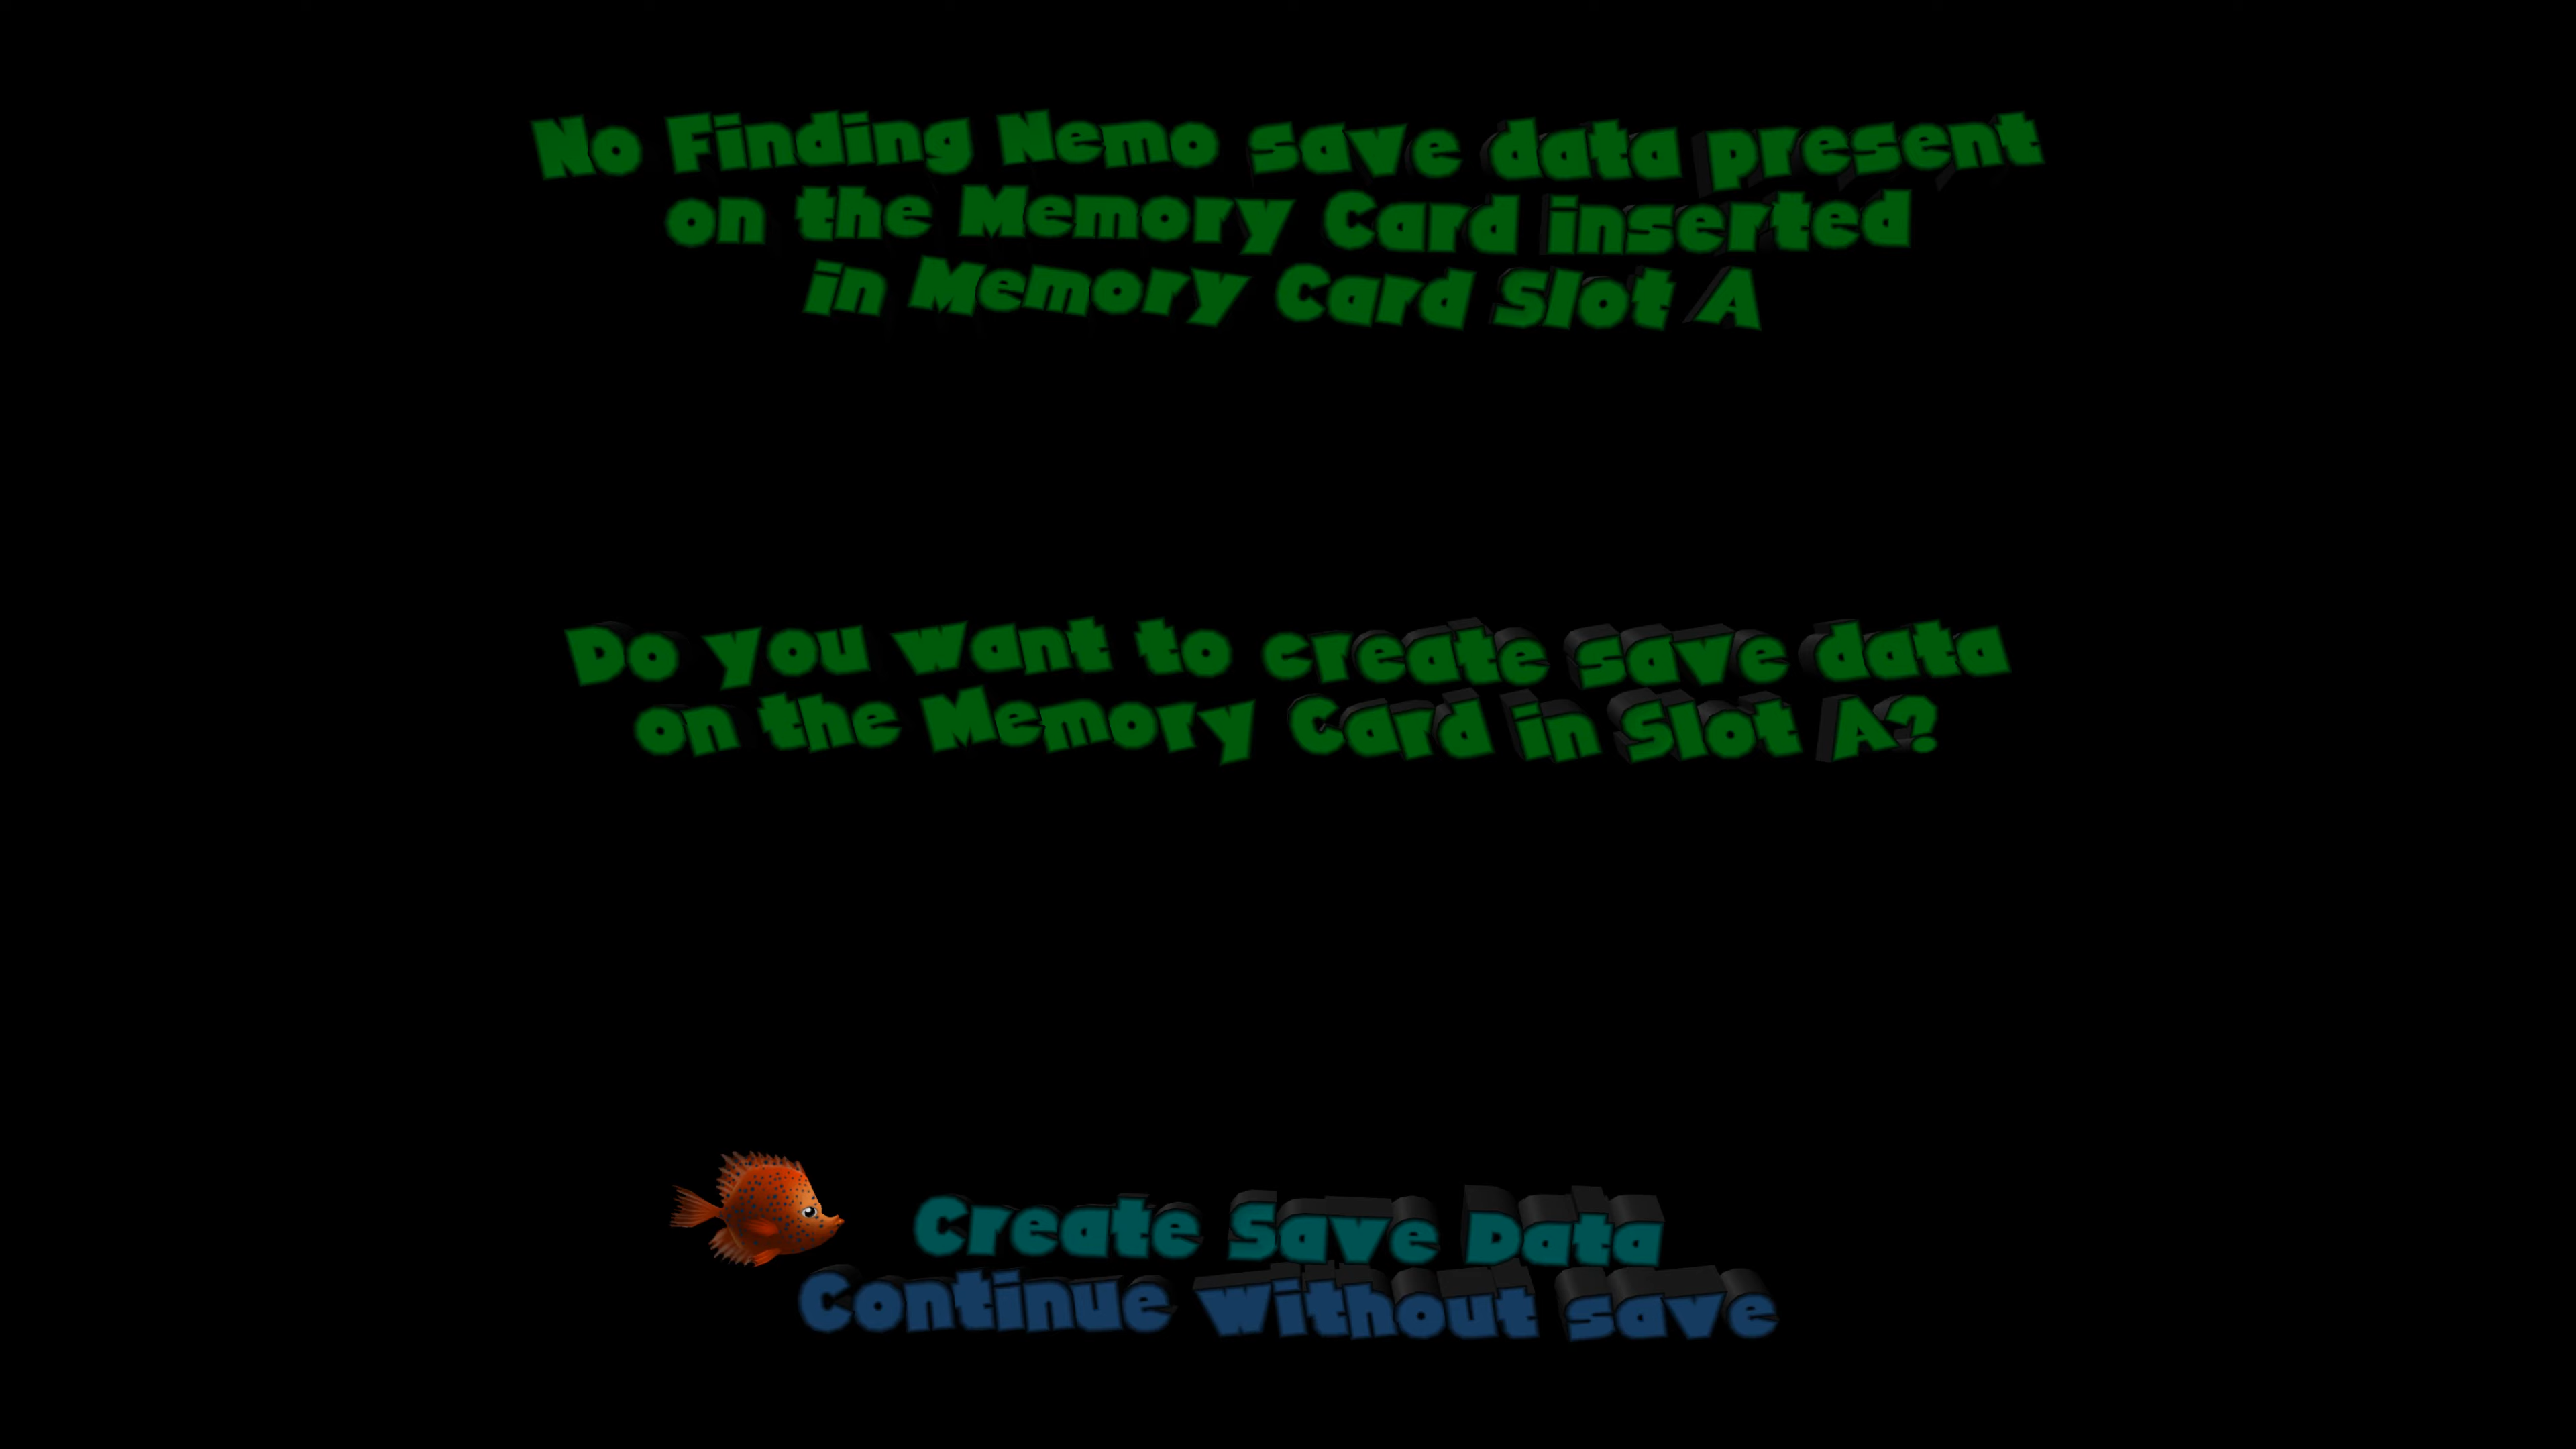 No Finding Nemo save data present
on the Memory Card inserted
in Memory Card Slot A
Do you want to create save data
on the Memory Card in Slot A?
Create Save Data
Continue without save